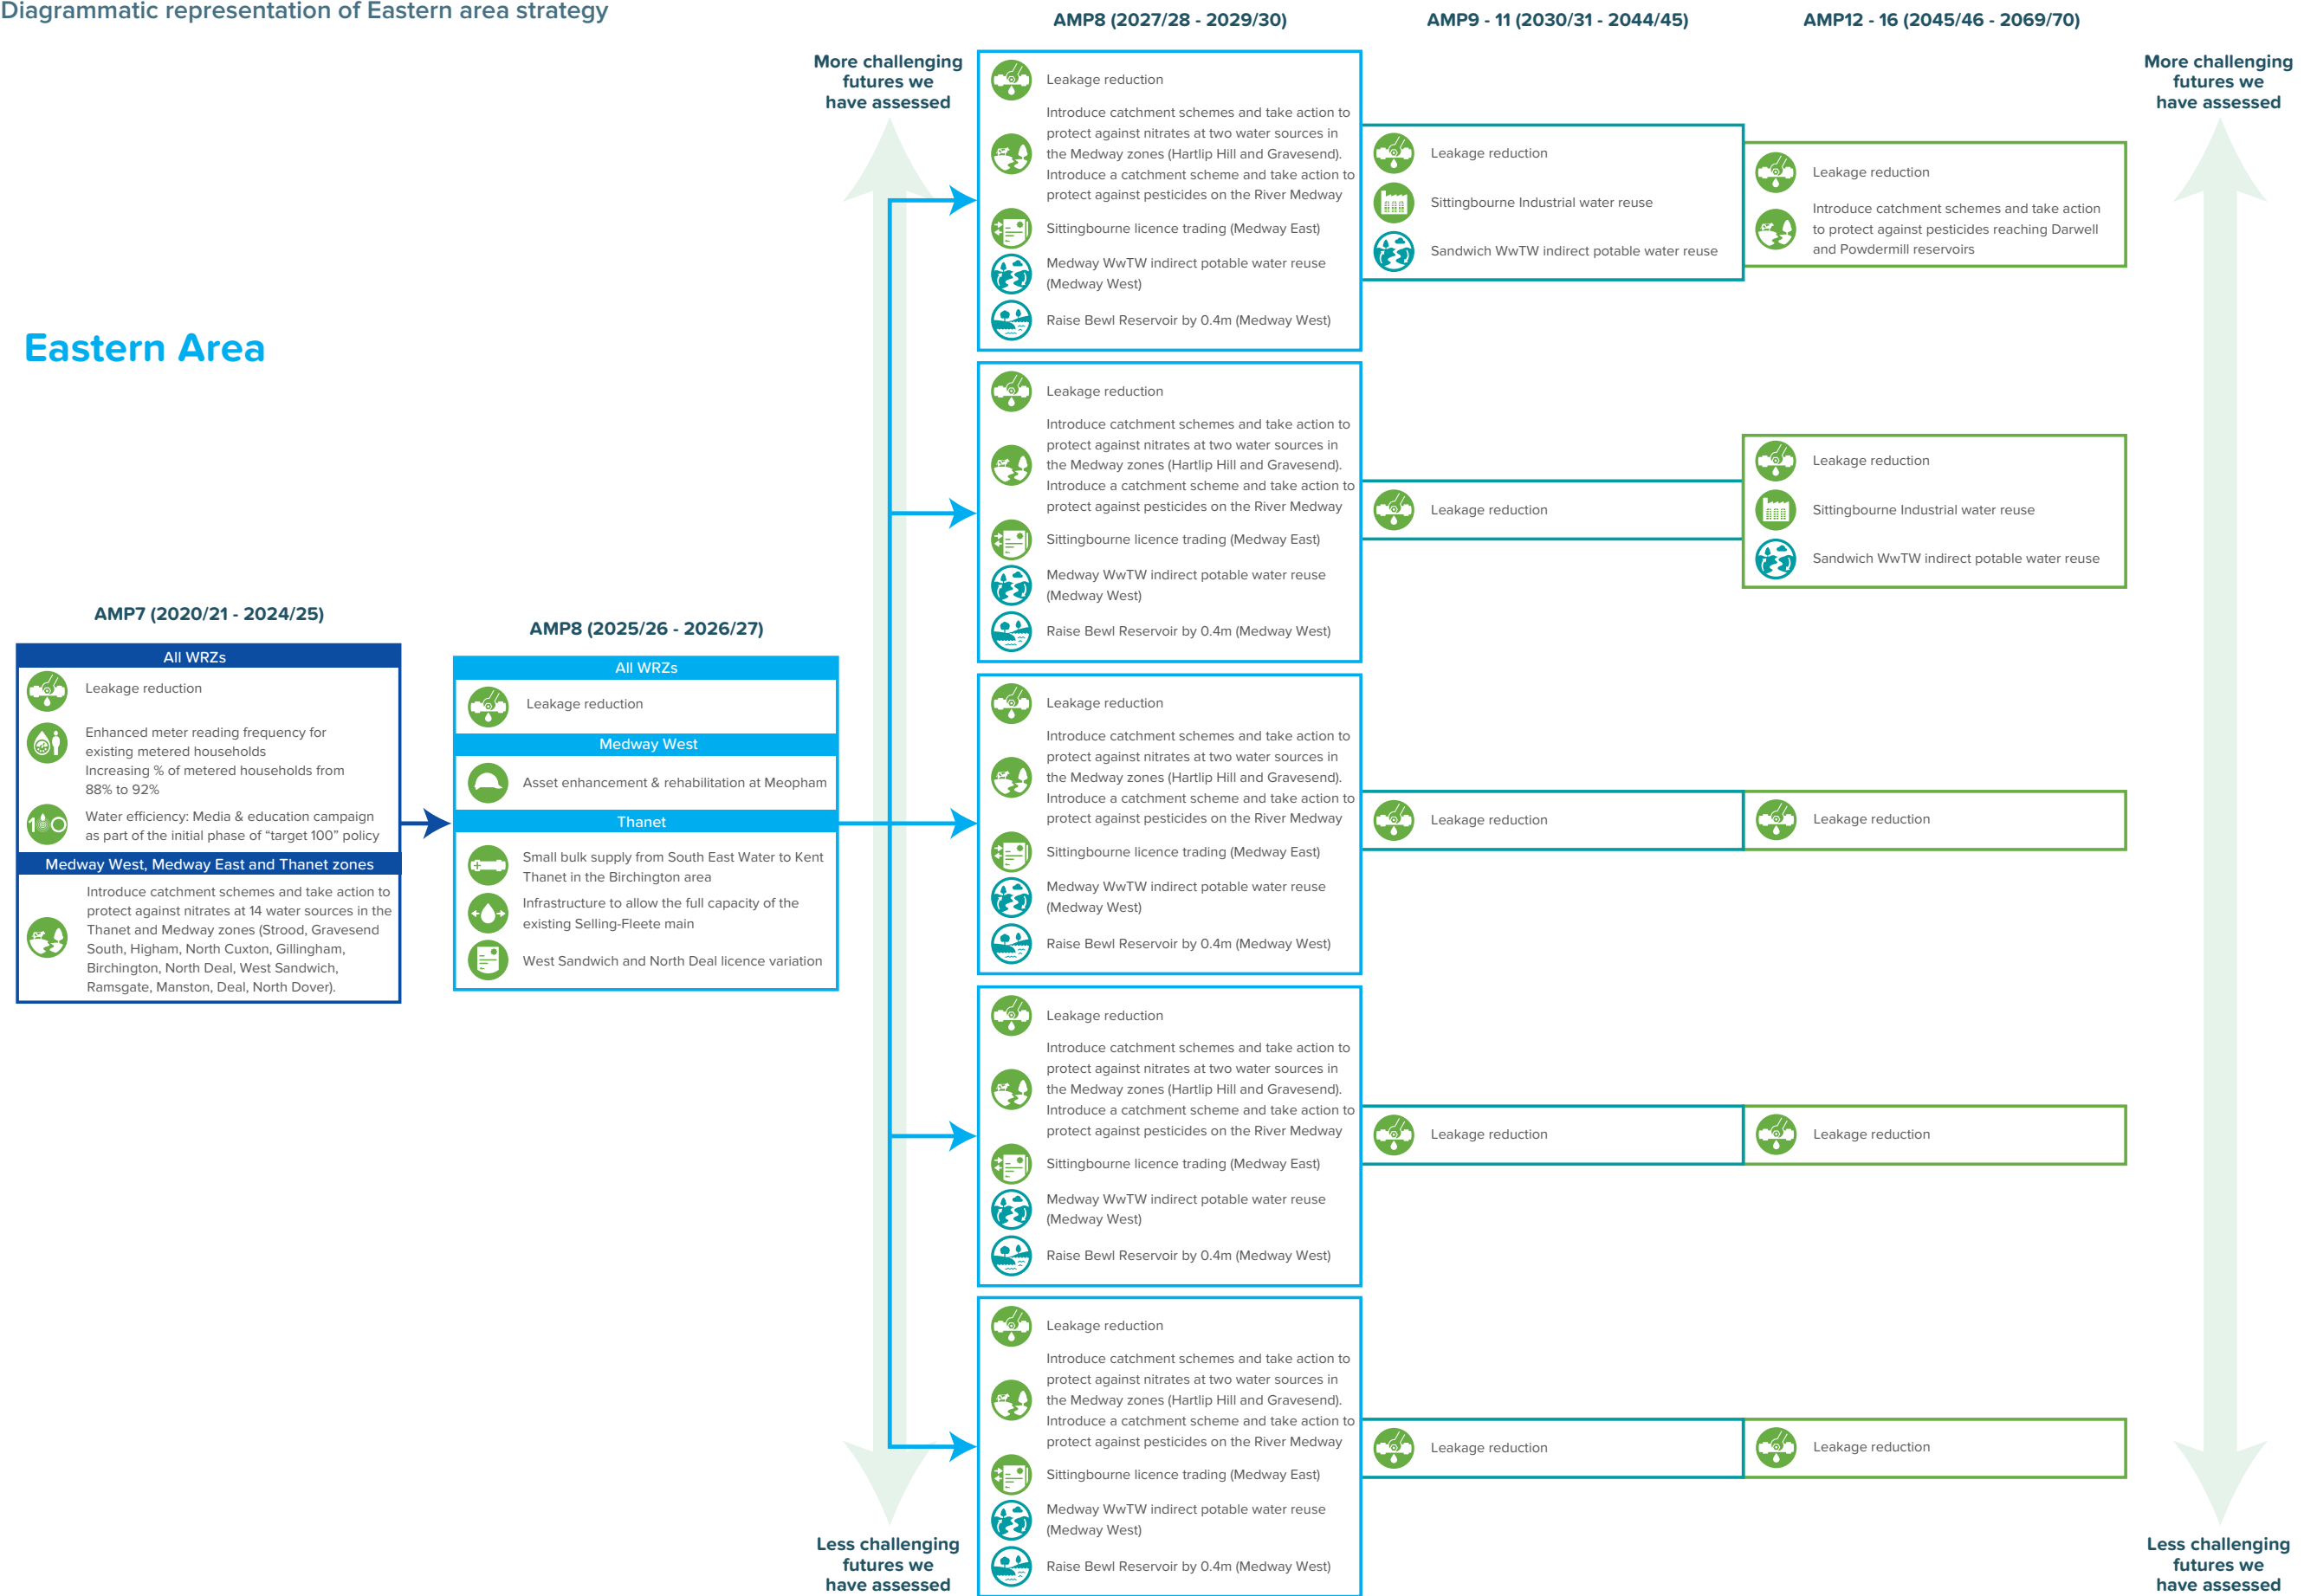 Diagrammatic representation of Eastern area strategy
Eastern Area
AMP7 (2020/21 - 2024/25)
All WRZs
Leakage reduction
Enhanced meter reading frequency for
existing metered households
Increasing % of metered households from
88% to 92%
100
Water efficiency: Media & education campaign
as part of the initial phase of “target 100” policy
Medway West, Medway East and Thanet zones
Introduce catchment schemes and take action to
protect against nitrates at 14 water sources in the
Thanet and Medway zones (Strood, Gravesend
South, Higham, North Cuxton, Gillingham,
Birchington, North Deal, West Sandwich,
Ramsgate, Manston, Deal, North Dover).
AMP8 (2025/26 - 2026/27)
All WRZs
Leakage reduction
Medway West
Asset enhancement & rehabilitation at Meopham
Thanet
Small bulk supply from South East Water to Kent
Thanet in the Birchington area
Infrastructure to allow the full capacity of the
existing Selling-Fleete main
West Sandwich and North Deal licence variation
More challenging
futures we
have assessed
Less challenging
futures we
have assessed
AMP8 (2027/28 - 2029/30)
AMP9 - 11 (2030/31 - 2044/45)
AMP12 - 16 (2045/46 - 2069/70)
Leakage reduction
Introduce catchment schemes and take action to
protect against nitrates at two water sources in
the Medway zones (Hartlip Hill and Gravesend).
Introduce a catchment scheme and take action to
protect against pesticides on the River Medway
Sittingbourne licence trading (Medway East)
Medway WwTW indirect potable water reuse
(Medway West)
Raise Bewl Reservoir by 0.4m (Medway West)
Leakage reduction
Sittingbourne Industrial water reuse
Sandwich WwTW indirect potable water reuse
Leakage reduction
Introduce catchment schemes and take action
to protect against pesticides reaching Darwell
and Powdermill reservoirs
Leakage reduction
Introduce catchment schemes and take action to
protect against nitrates at two water sources in
the Medway zones (Hartlip Hill and Gravesend).
Introduce a catchment scheme and take action to
protect against pesticides on the River Medway
Sittingbourne licence trading (Medway East)
Medway WwTW indirect potable water reuse
(Medway West)
Raise Bewl Reservoir by 0.4m (Medway West)
Leakage reduction
Leakage reduction
Sittingbourne Industrial water reuse
Sandwich WwTW indirect potable water reuse
Leakage reduction
Introduce catchment schemes and take action to
protect against nitrates at two water sources in
the Medway zones (Hartlip Hill and Gravesend).
Introduce a catchment scheme and take action to
protect against pesticides on the River Medway
Sittingbourne licence trading (Medway East)
Medway WwTW indirect potable water reuse
(Medway West)
Raise Bewl Reservoir by 0.4m (Medway West)
Leakage reduction
Leakage reduction
Leakage reduction
Introduce catchment schemes and take action to
protect against nitrates at two water sources in
the Medway zones (Hartlip Hill and Gravesend).
Introduce a catchment scheme and take action to
protect against pesticides on the River Medway
Sittingbourne licence trading (Medway East)
Medway WwTW indirect potable water reuse
(Medway West)
Raise Bewl Reservoir by 0.4m (Medway West)
Leakage reduction
Leakage reduction
Leakage reduction
Introduce catchment schemes and take action to
protect against nitrates at two water sources in
the Medway zones (Hartlip Hill and Gravesend).
Introduce a catchment scheme and take action to
protect against pesticides on the River Medway
Sittingbourne licence trading (Medway East)
Medway WwTW indirect potable water reuse
(Medway West)
Raise Bewl Reservoir by 0.4m (Medway West)
Leakage reduction
Leakage reduction
More challenging
futures we
have assessed
Less challenging
futures we
have assessed